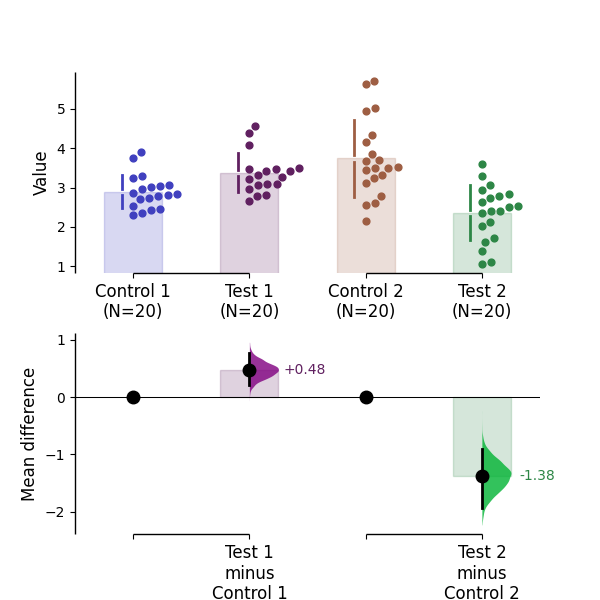 Value
5
4
3
2
1
Control 1
(N=20)
Test 1
(N=20)
Control 2
(N=20)
Test 2
(N=20)
Mean difference
1
0
−1
−2
+0.48
-1.38
Test 1
minus
Control 1
Test 2
minus
Control 2